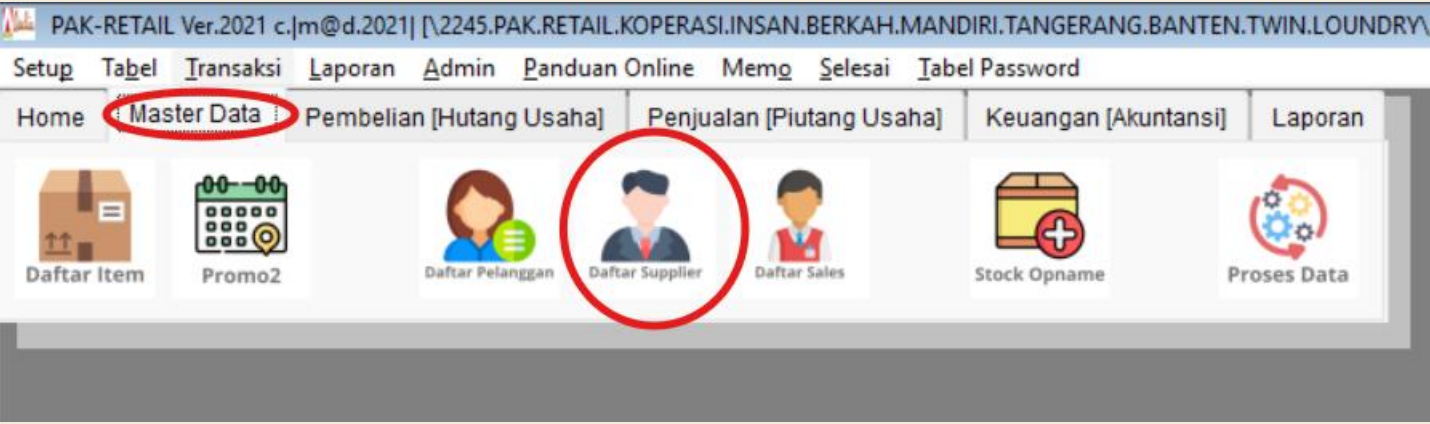 PAK-RETAIL Ver.2021 c.|m@d.2021| [\2245.PAK.RETAIL.KOPERASI.INSAN.BERKAH.MANDIRI.TANGERANG.BANTEN.TWIN.LOUNDRY\
Setup Tabel Transaksi Laporan Admin Panduan Online Memo Selesai Tabel Password
Home Master Data Pembelian [Hutang Usaha] Penjualan [Piutang Usaha] Keuangan [Akuntansi] Laporan
Daftar Item Promo2 Daftar Pelanggan Daftar Supplier Daftar Sales Stock Opname Proses Data